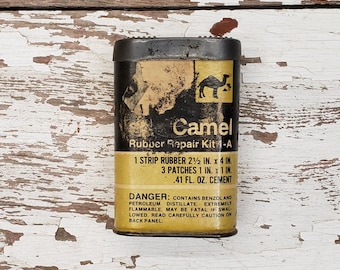 Camel
Rubber Repair Kit 1-A
1 STRIP RUBBER 2½ IN. x 4 IN.
3 PATCHES 1 IN. x 1 IN.
.41 FL. OZ. CEMENT
DANGER: CONTAINS BENZOL AND
PETROLEUM DISTILLATE. EXTREMELY
FLAMMABLE, MAY BE FATAL IF SWAL-
LOWED. READ CAREFULLY CAUTION ON
BACK PANEL.